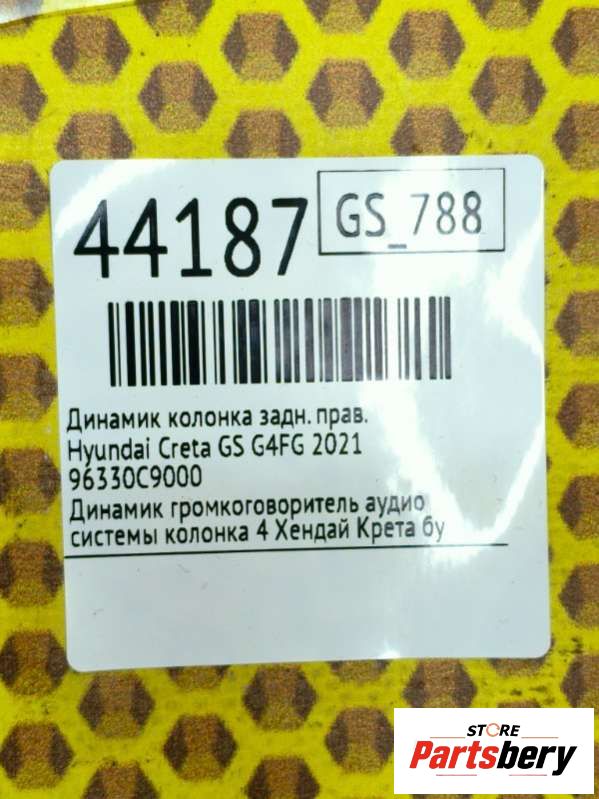 44187
GS_788
Динамик колонка задн. прав.
Hyundai Creta GS G4FG 2021
96330C9000
Динамик громкоговоритель аудио
системы колонка 4 Хендай Крета бу
STORE
Partsbery